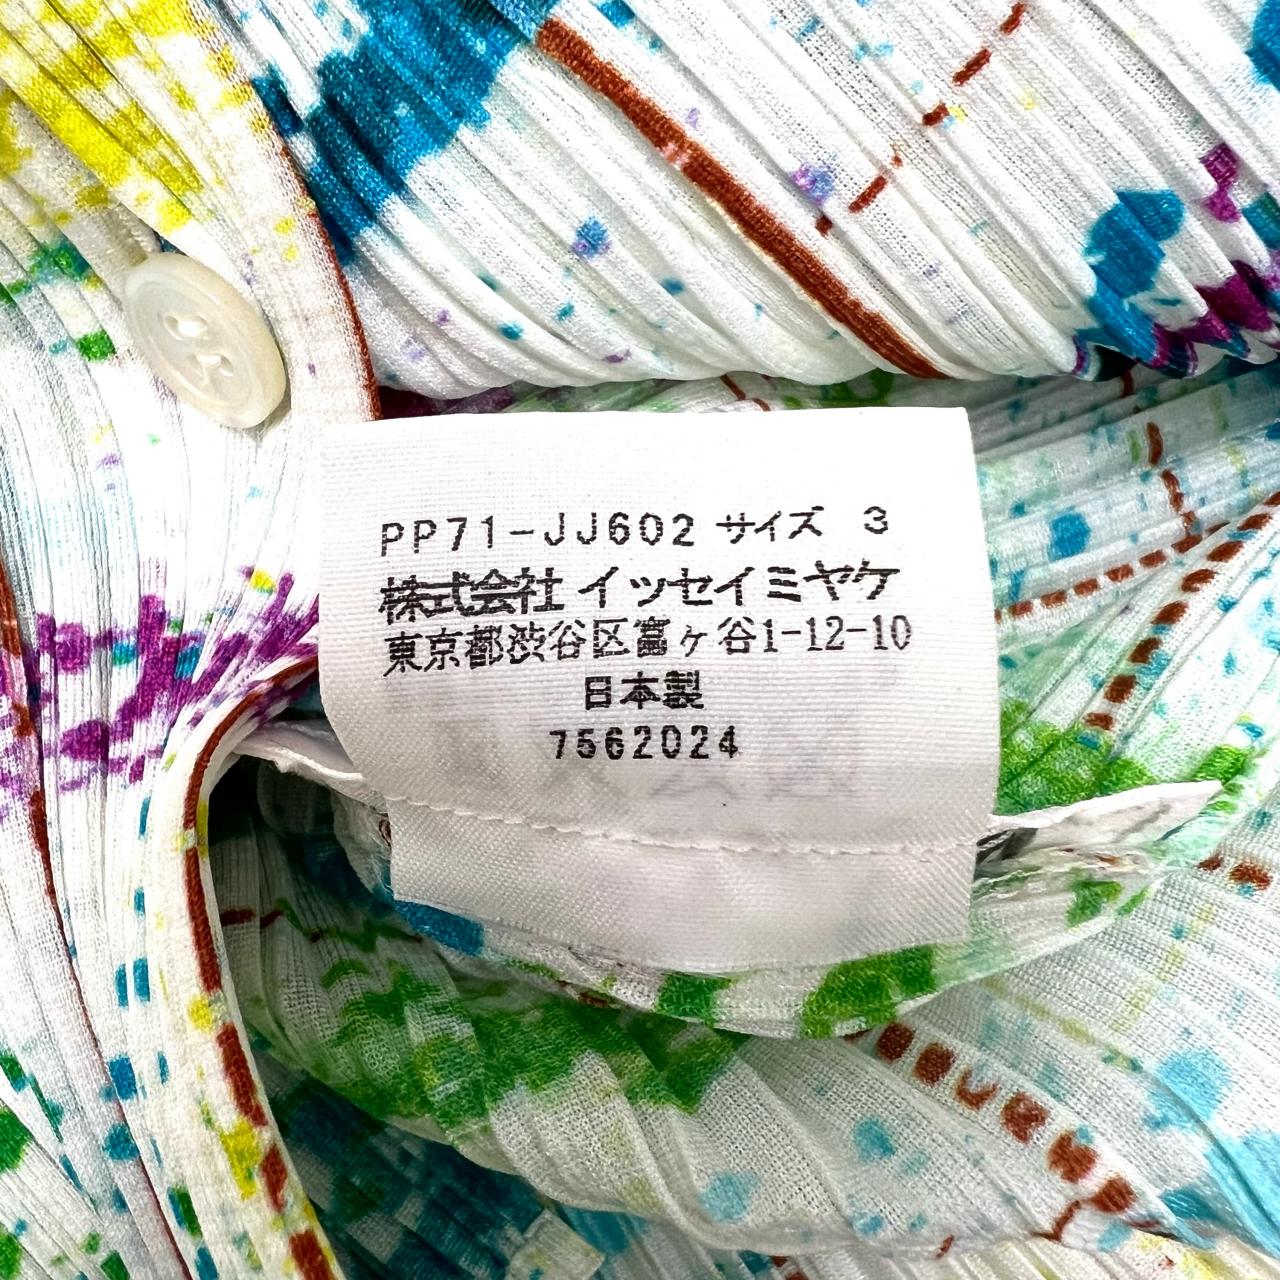 PP71-JJ602 サイズ 3
株式会社 イッセイミヤケ
東京都渋谷区富ヶ谷1-12-10
日本製
7562024